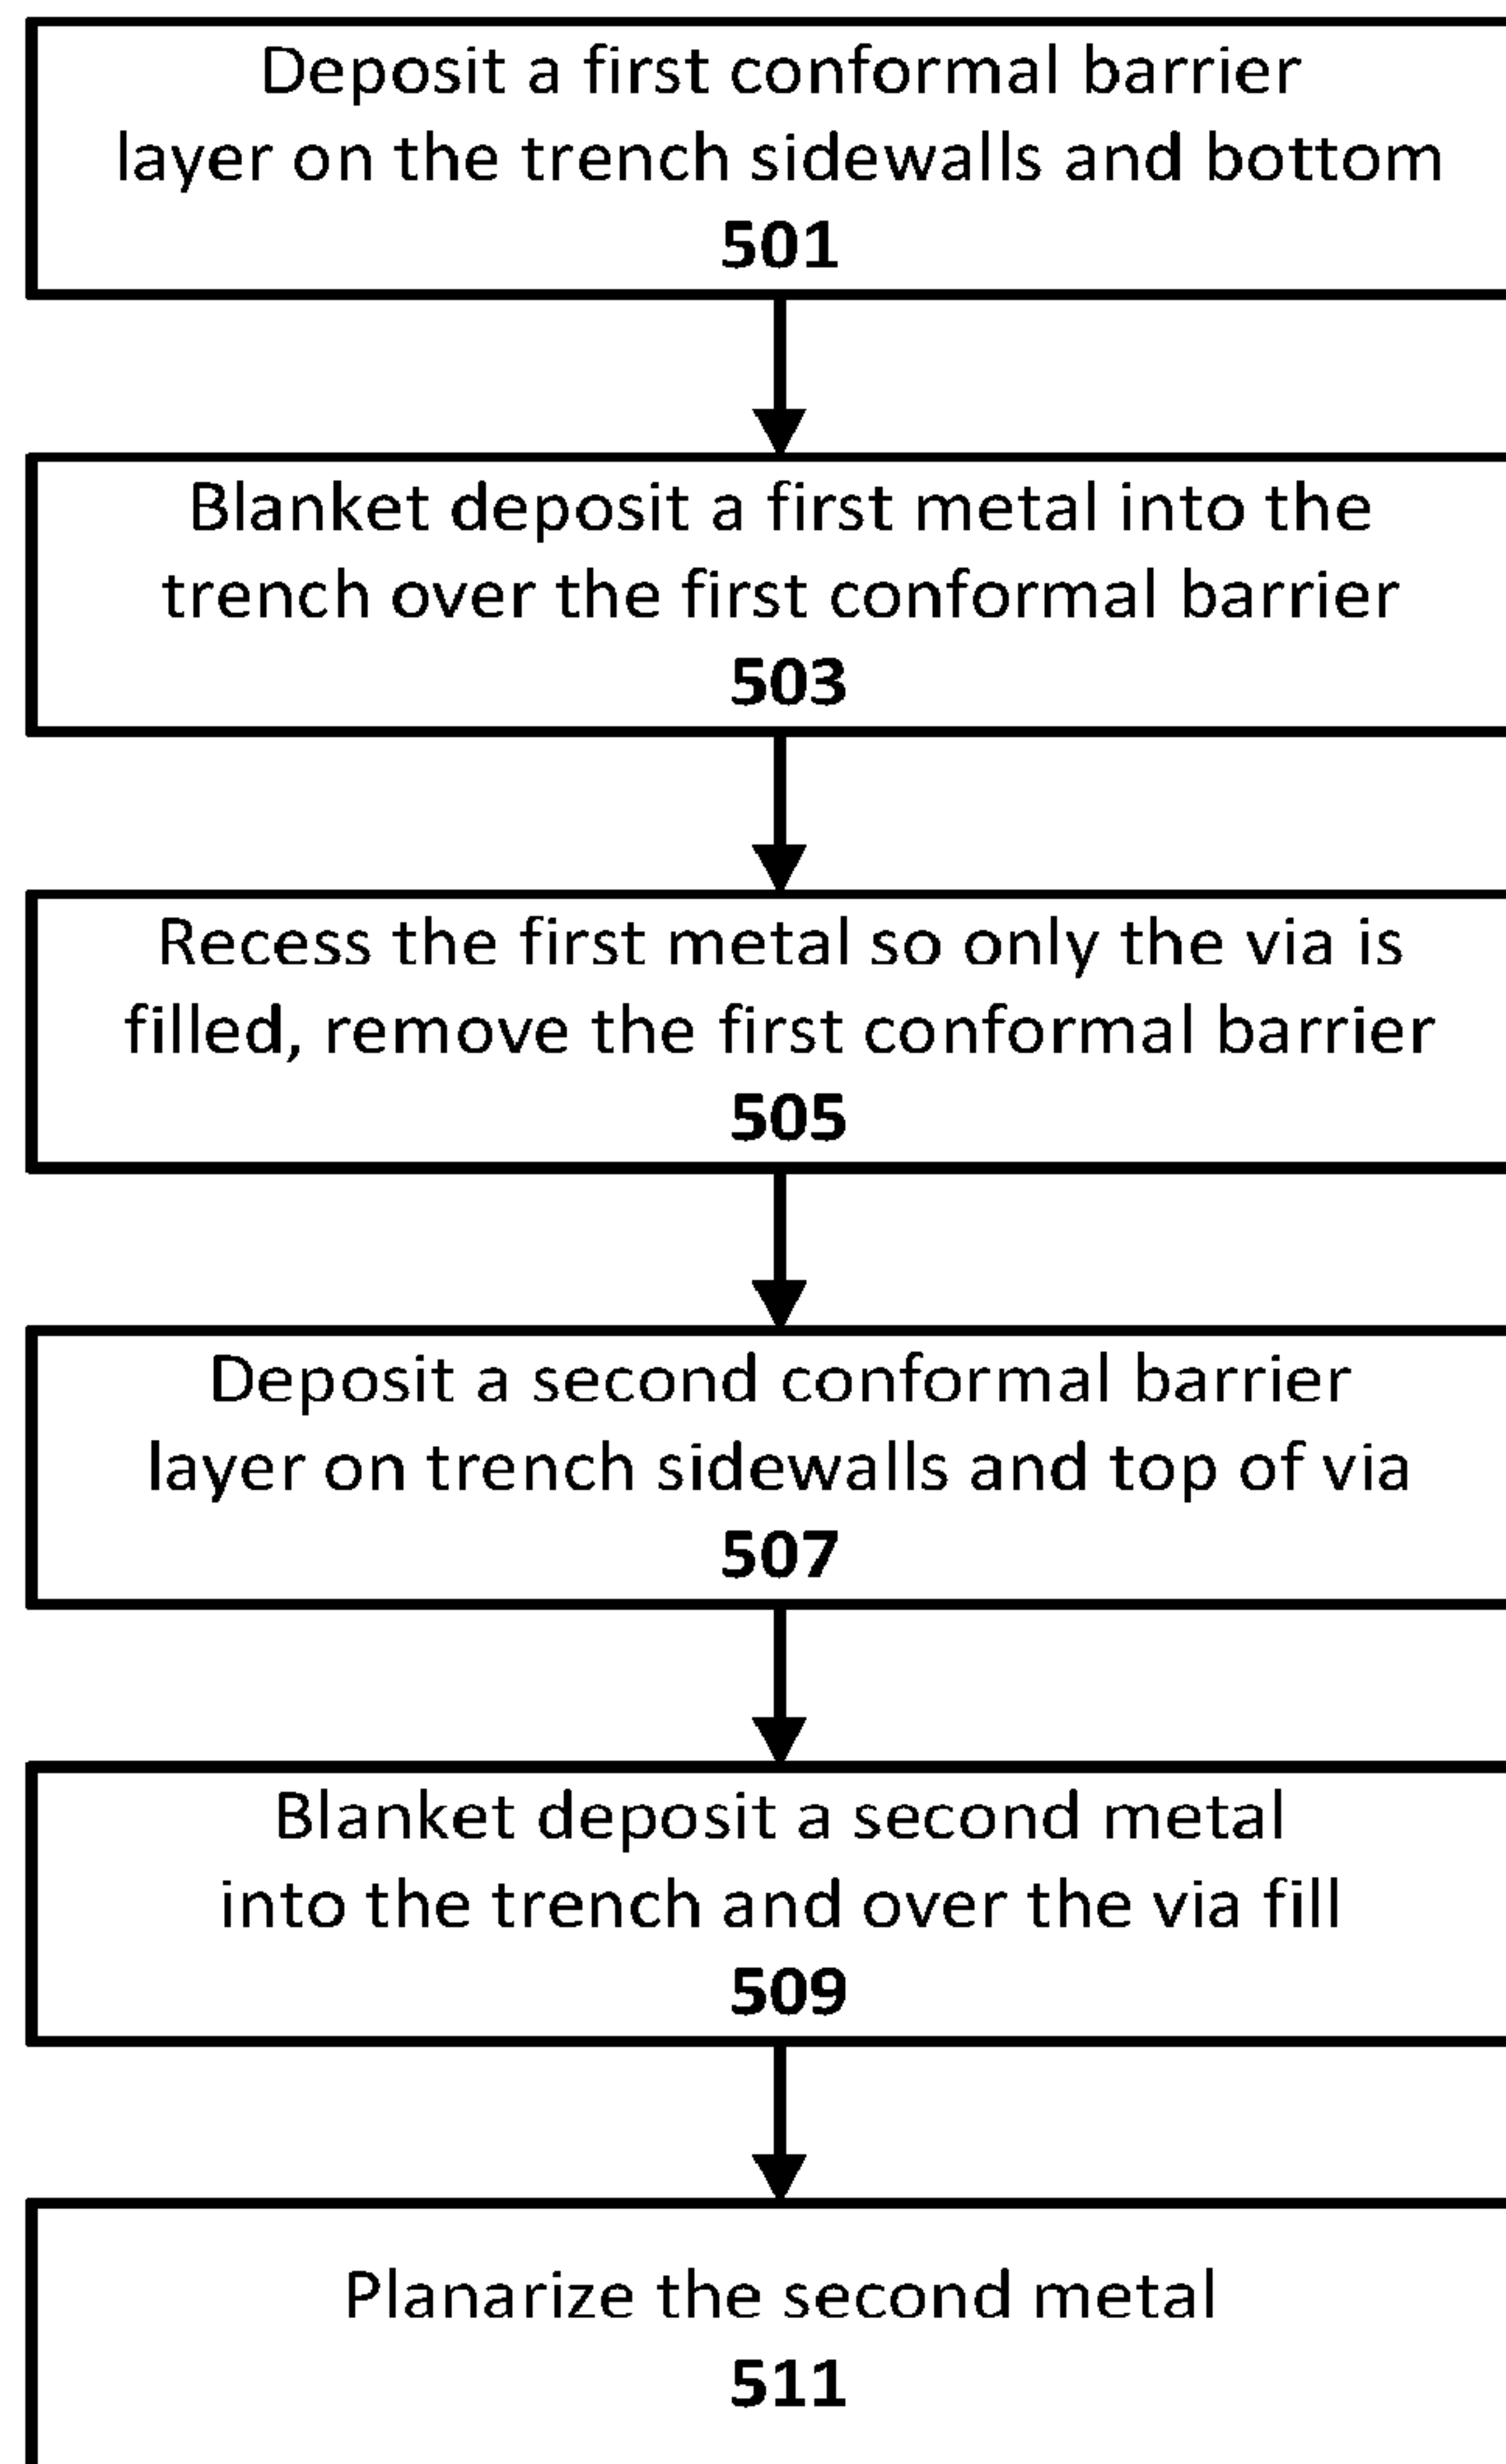 Deposit a first conformal barrier
layer on the trench sidewalls and bottom
501
Blanket deposit a first metal into the
trench over the first conformal barrier
503
Recess the first metal so only the via is
filled, remove the first conformal barrier
505
Deposit a second conformal barrier
layer on trench sidewalls and top of via
507
Blanket deposit a second metal
into the trench and over the via fill
509
Planarize the second metal
511